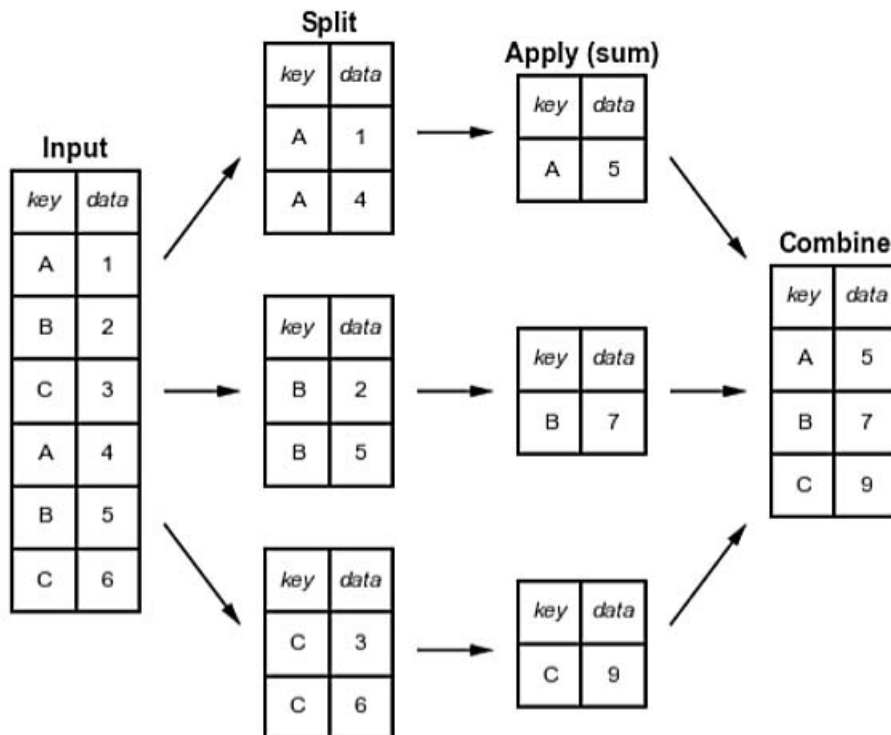 Input
key data
A 1
B 2
C 3
A 4
B 5
C 6
Split
key data
A 1
A 4
key data
B 2
B 5
key data
C 3
C 6
Apply (sum)
key data
A 5
key data
B 7
key data
C 9
Combine
key data
A 5
B 7
C 9